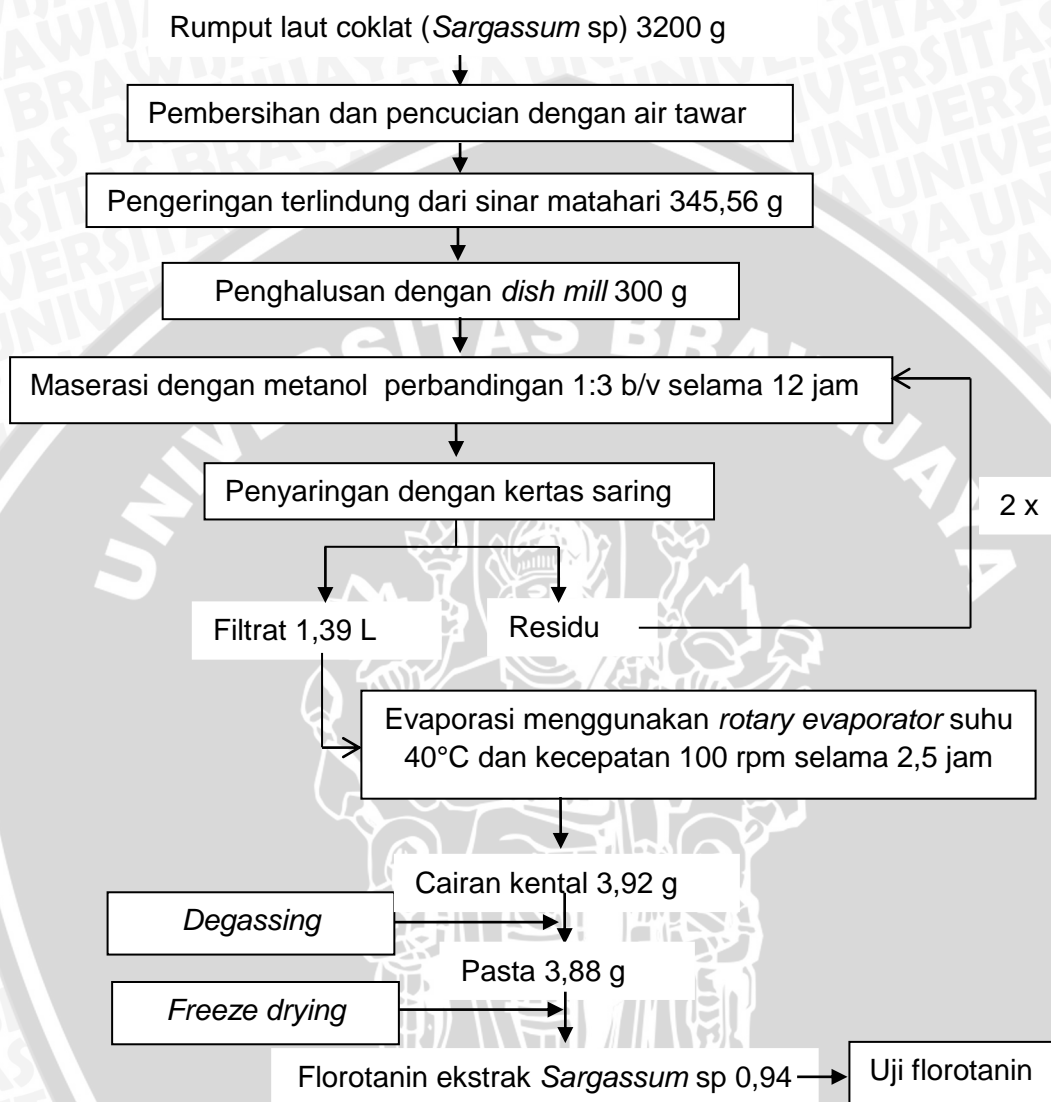 Rumput laut coklat (Sargassum sp) 3200 g
Pembersihan dan pencucian dengan air tawar
Pengeringan terlindung dari sinar matahari 345,56 g
Penghalusan dengan dish mill 300 g
Maserasi dengan metanol perbandingan 1:3 b/v selama 12 jam
Penyaringan dengan kertas saring
2 x
Filtrat 1,39 L
Residu
Evaporasi menggunakan rotary evaporator suhu
40°C dan kecepatan 100 rpm selama 2,5 jam
Cairan kental 3,92 g
Degassing
Pasta 3,88 g
Freeze drying
Florotanin ekstrak Sargassum sp 0,94
Uji florotanin
UNIVERSITAS BRAWIJAYA